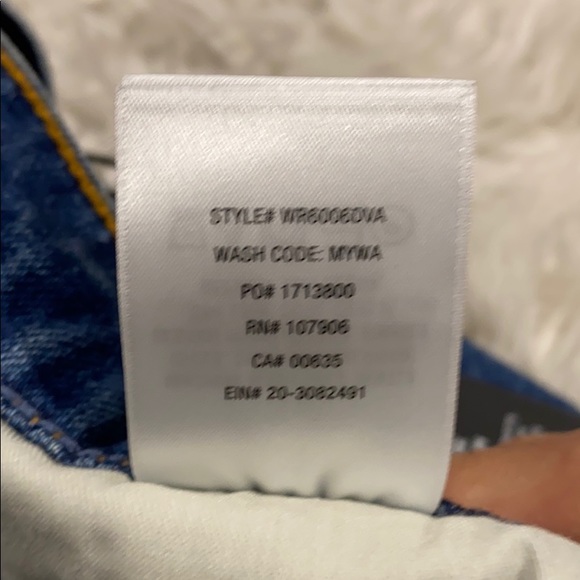 STYLE# WR6006DVA
WASH CODE: MYWA
PO# 1713800
RN# 107906
CA# 00635
EIN# 20-3082491